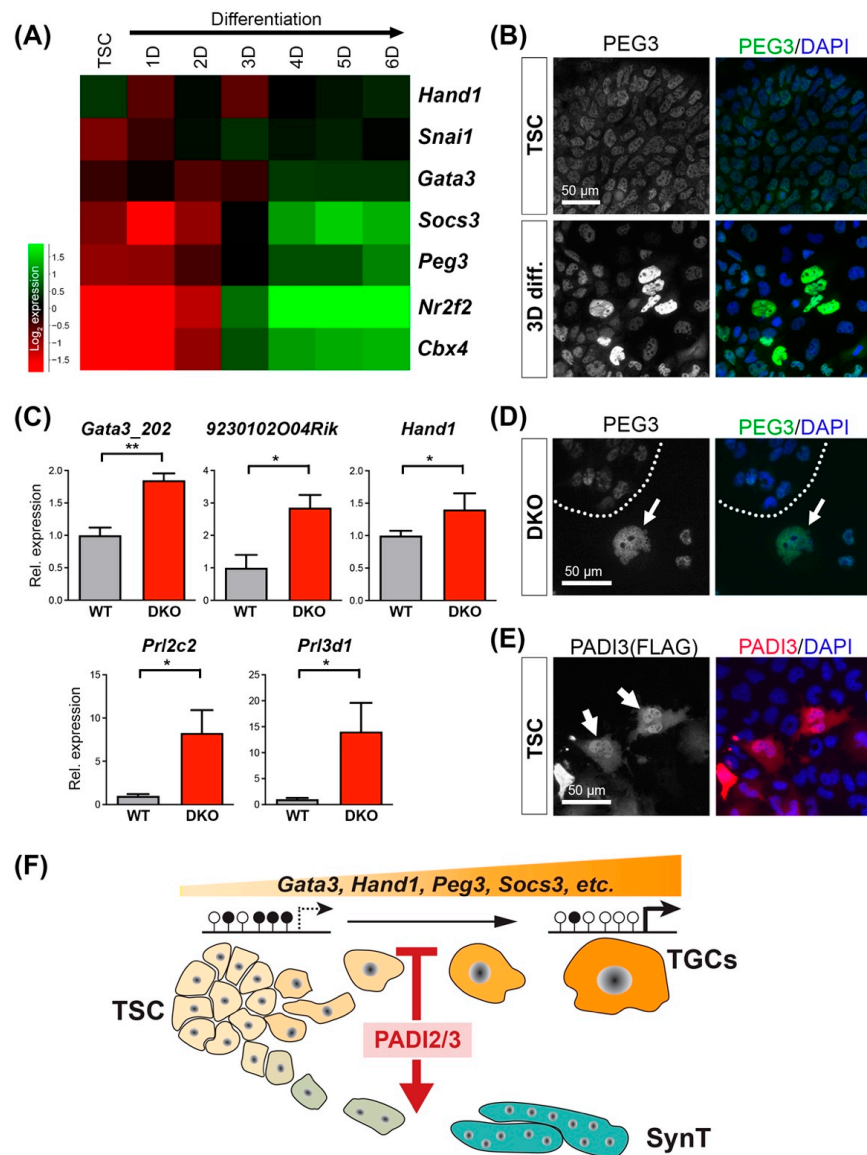 (A)
Differentiation
TSC 1D 2D 3D 4D 5D 6D
Hand1
Snai1
Gata3
Socs3
Peg3
Nr2f2
Cbx4
Log2 expression
1.5
1
0.5
0
−0.5
−1
−1.5
(B)
PEG3 PEG3/DAPI
TSC
50 µm
3D diff.
(C)
Gata3_202 9230102O04Rik Hand1
** * *
Rel. expression
2.0
1.5
1.0
0.5
0.0
4
3
2
1
0
2.0
1.5
1.0
0.5
0.0
WT DKO WT DKO WT DKO
Prl2c2 Prl3d1
* *
Rel. expression
10
5
0
25
20
15
10
5
0
WT DKO WT DKO
(D)
PEG3 PEG3/DAPI
DKO
50 µm
(E)
PADI3(FLAG) PADI3/DAPI
TSC
50 µm
(F)
Gata3, Hand1, Peg3, Socs3, etc.
TSC
TGCs
PADI2/3
SynT